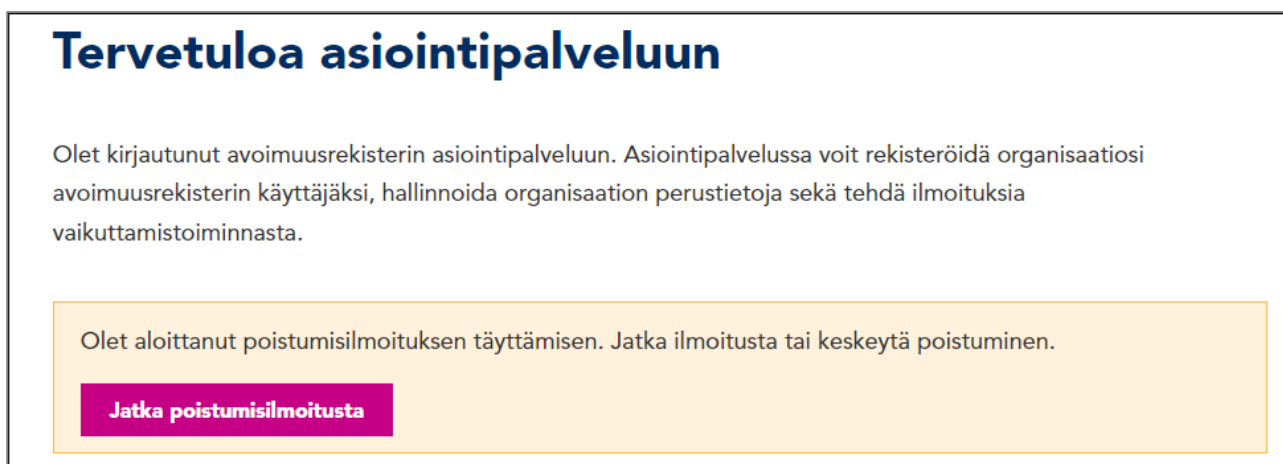 Tervetuloa asiointipalveluun
Olet kirjautunut avoimuusrekisterin asiointipalveluun. Asiointipalvelussa voit rekisteröidä organisaatiosi
avoimuusrekisterin käyttäjäksi, hallinnoida organisaation perustietoja sekä tehdä ilmoituksia
vaikuttamistoiminnasta.
Olet aloittanut poistumisilmoituksen täyttämisen. Jatka ilmoitusta tai keskeytä poistuminen.
Jatka poistumisilmoitusta